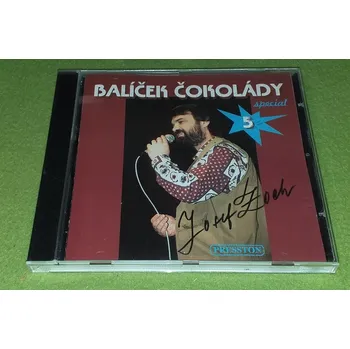 BALÍČEK ČOKOLÁDY
special
5
Josef Zoch
PRESSTON